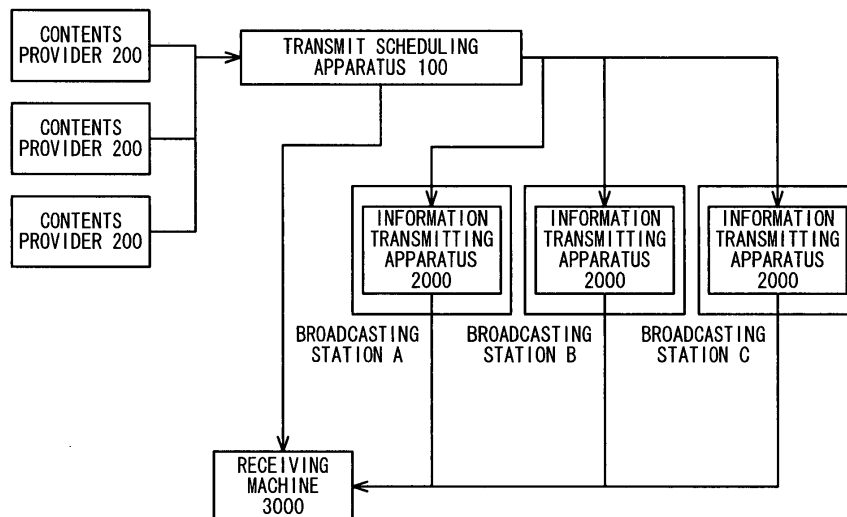 CONTENTS
PROVIDER 200
CONTENTS
PROVIDER 200
CONTENTS
PROVIDER 200
TRANSMIT SCHEDULING
APPARATUS 100
INFORMATION
TRANSMITTING
APPARATUS
2000
BROADCASTING
STATION A
INFORMATION
TRANSMITTING
APPARATUS
2000
BROADCASTING
STATION B
INFORMATION
TRANSMITTING
APPARATUS
2000
BROADCASTING
STATION C
RECEIVING
MACHINE
3000